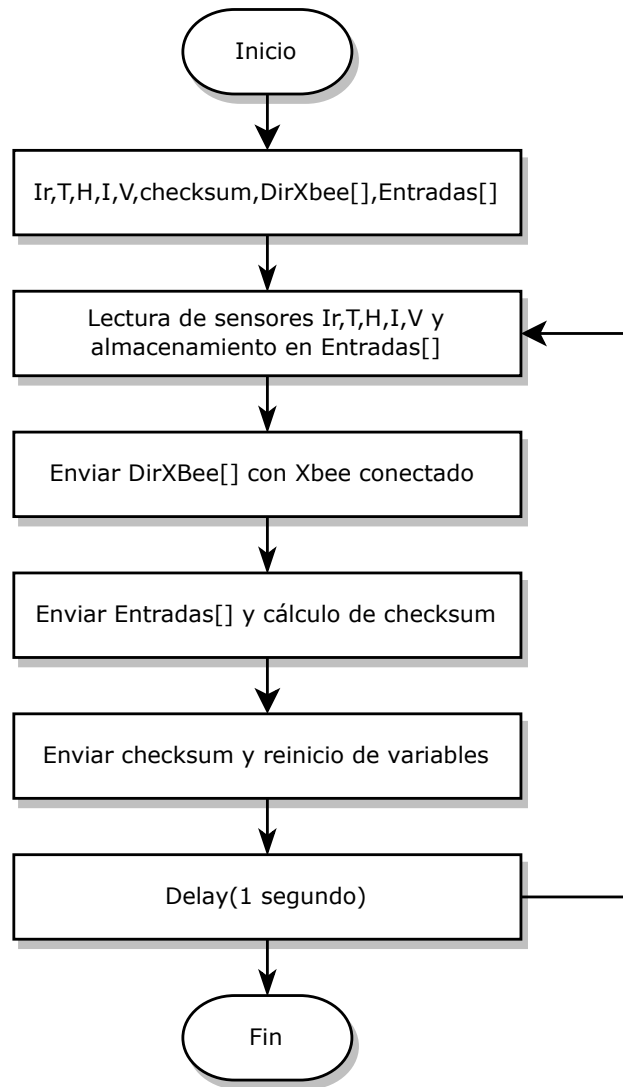 Inicio
Ir,T,H,I,V,checksum,DirXbee[],Entradas[]
Lectura de sensores Ir,T,H,I,V y
almacenamiento en Entradas[]
Enviar DirXBee[] con Xbee conectado
Enviar Entradas[] y cálculo de checksum
Enviar checksum y reinicio de variables
Delay(1 segundo)
Fin